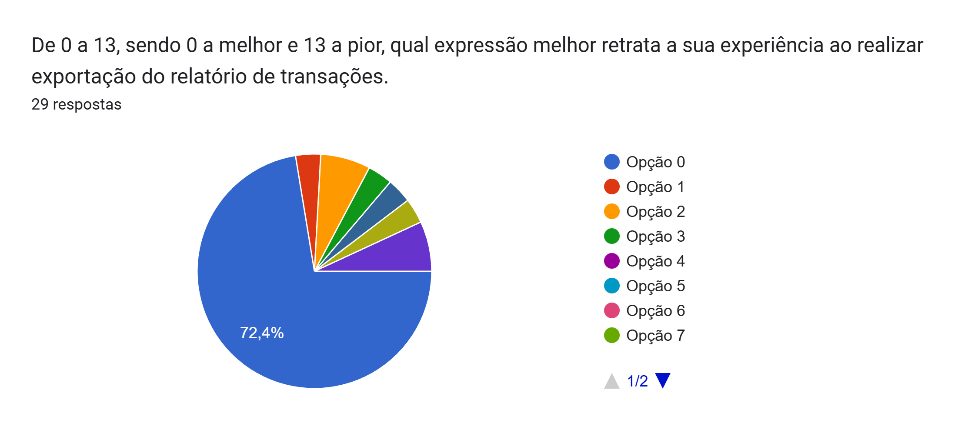 De 0 a 13, sendo 0 a melhor e 13 a pior, qual expressão melhor retrata a sua experiência ao realizar
exportação do relatório de transações.
29 respostas
72,4%
Opção 0
Opção 1
Opção 2
Opção 3
Opção 4
Opção 5
Opção 6
Opção 7
1/2